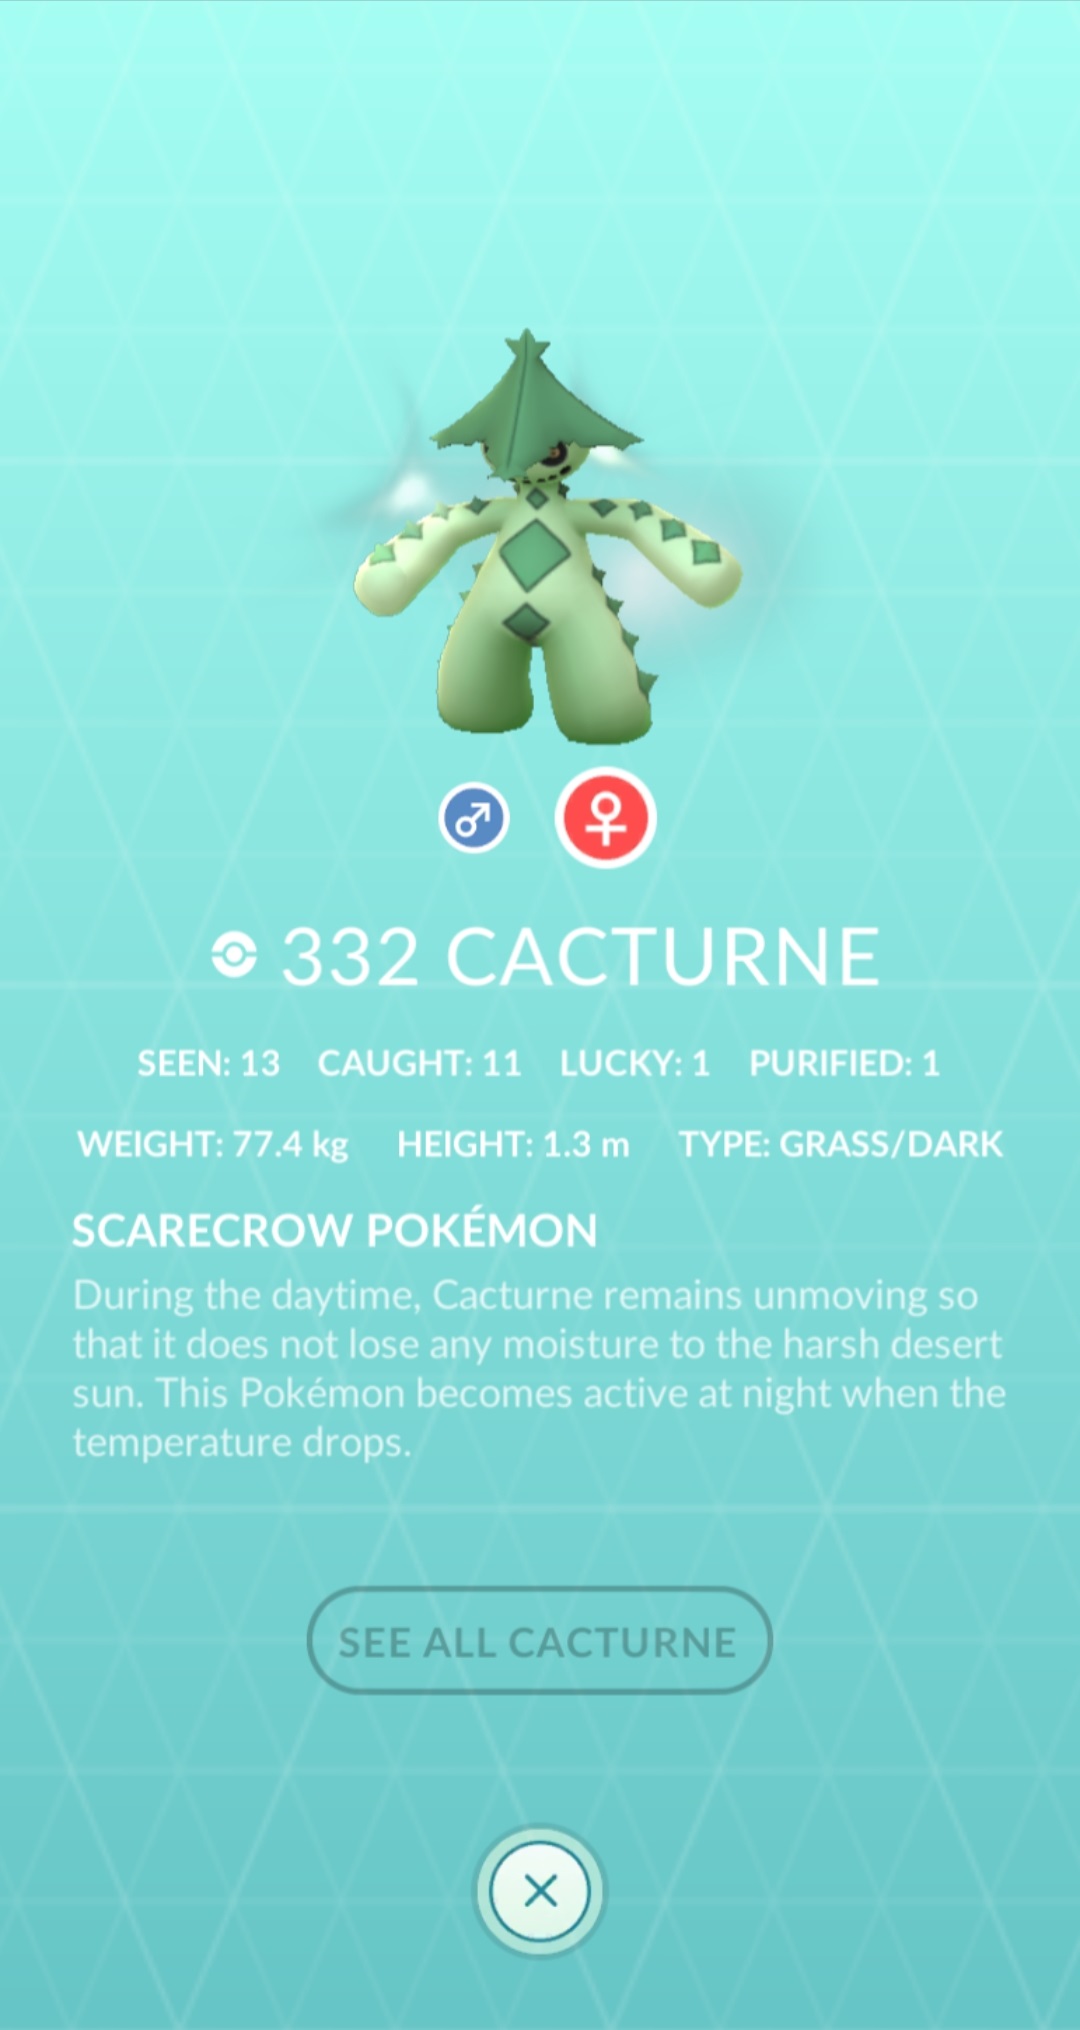 332 CACTURNE
SEEN: 13 CAUGHT: 11 LUCKY: 1 PURIFIED: 1
WEIGHT: 77.4 kg HEIGHT: 1.3 m TYPE: GRASS/DARK
SCARECROW POKÉMON
During the daytime, Cacturne remains unmoving so
that it does not lose any moisture to the harsh desert
sun. This Pokémon becomes active at night when the
temperature drops.
SEE ALL CACTURNE